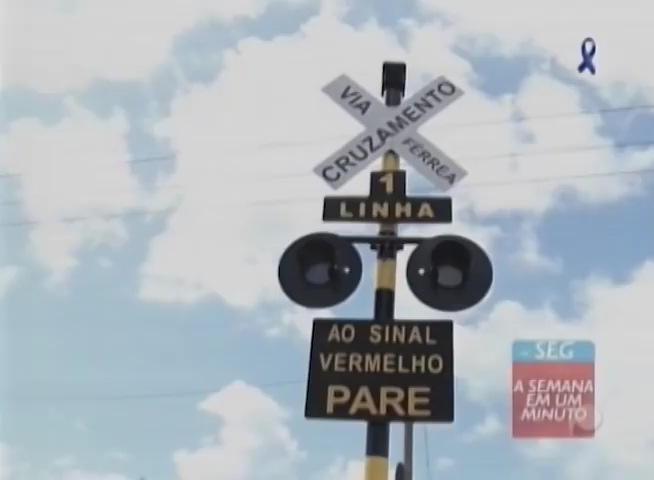 VIA FERREA
CRUZAMENTO
1
LINHA
AO SINAL
VERMELHO
PARE
SEG
A SEMANA
EM UM
MINUTO